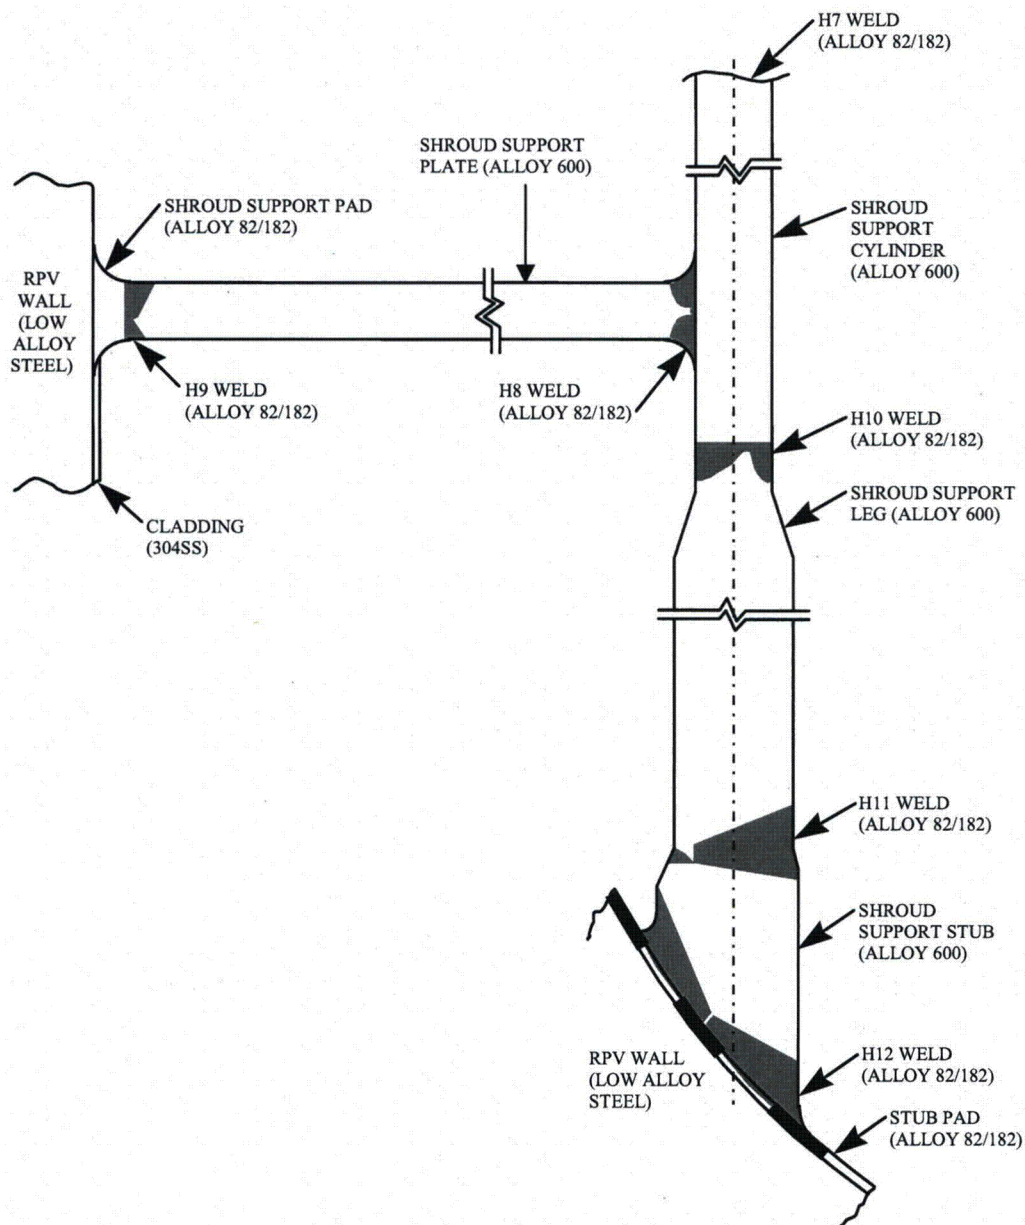 H7 WELD
(ALLOY 82/182)
SHROUD SUPPORT
PLATE (ALLOY 600)
SHROUD SUPPORT PAD
(ALLOY 82/182)
SHROUD
SUPPORT
CYLINDER
(ALLOY 600)
RPV
WALL
(LOW
ALLOY
STEEL)
H9 WELD
(ALLOY 82/182)
H8 WELD
(ALLOY 82/182)
H10 WELD
(ALLOY 82/182)
SHROUD SUPPORT
LEG (ALLOY 600)
CLADDING
(304SS)
H11 WELD
(ALLOY 82/182)
SHROUD
SUPPORT STUB
(ALLOY 600)
RPV WALL
(LOW ALLOY
STEEL)
H12 WELD
(ALLOY 82/182)
STUB PAD
(ALLOY 82/182)